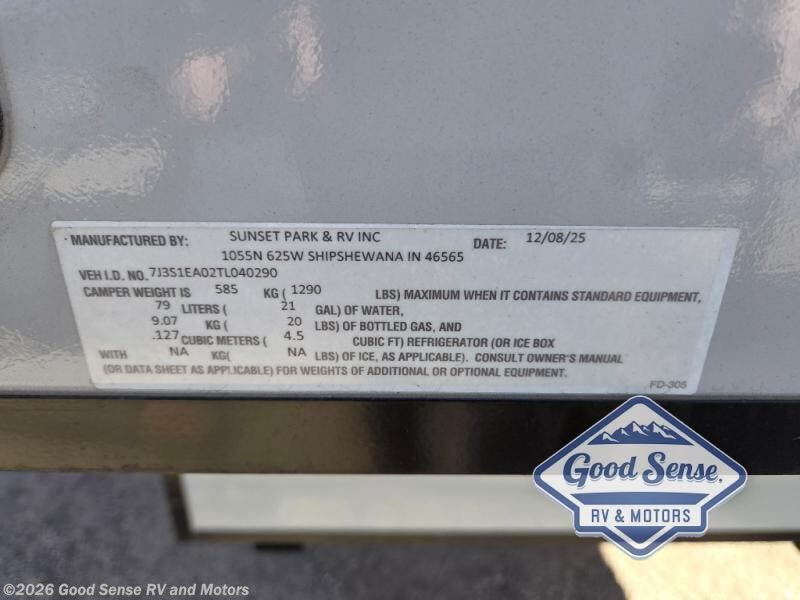 MANUFACTURED BY: SUNSET PARK & RV INC DATE: 12/08/25
1055N 625W SHIPSHEWANA IN 46565
VEH I.D. NO. 7J3S1EA02TL040290
CAMPER WEIGHT IS 585 KG ( 1290 LBS) MAXIMUM WHEN IT CONTAINS STANDARD EQUIPMENT,
79 LITERS ( 21 GAL) OF WATER,
9.07 KG ( 20 LBS) OF BOTTLED GAS, AND
.127 CUBIC METERS ( 4.5 CUBIC FT) REFRIGERATOR (OR ICE BOX
WITH NA KG( NA LBS) OF ICE, AS APPLICABLE). CONSULT OWNER'S MANUAL
(OR DATA SHEET AS APPLICABLE) FOR WEIGHTS OF ADDITIONAL OR OPTIONAL EQUIPMENT.
FD-305
Good Sense
RV & MOTORS
©2026 Good Sense RV and Motors